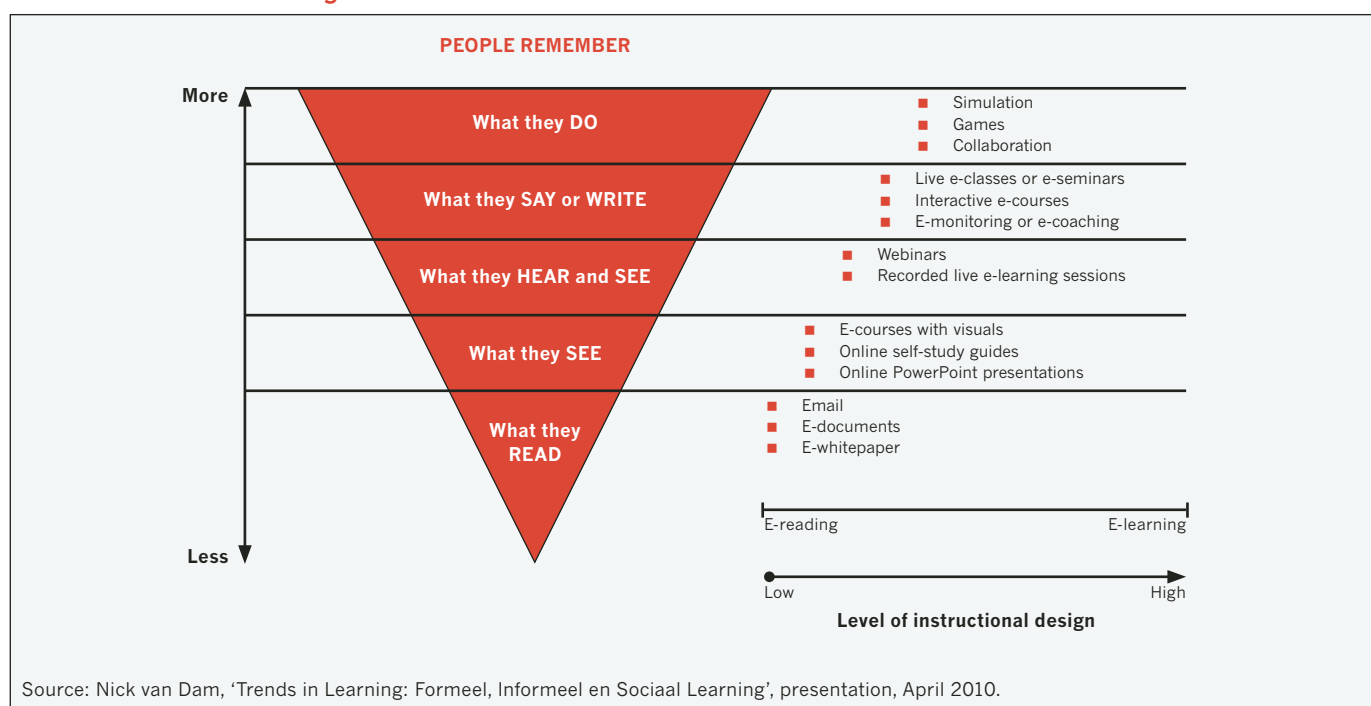 PEOPLE REMEMBER
More
What they DO
Simulation
Games
Collaboration
What they SAY or WRITE
Live e-classes or e-seminars
Interactive e-courses
E-monitoring or e-coaching
What they HEAR and SEE
Webinars
Recorded live e-learning sessions
What they SEE
E-courses with visuals
Online self-study guides
Online PowerPoint presentations
What they
READ
Email
E-documents
E-whitepaper
Less
E-reading
E-learning
Low
High
Level of instructional design
Source: Nick van Dam, ‘Trends in Learning: Formeel, Informeel en Sociaal Learning’, presentation, April 2010.